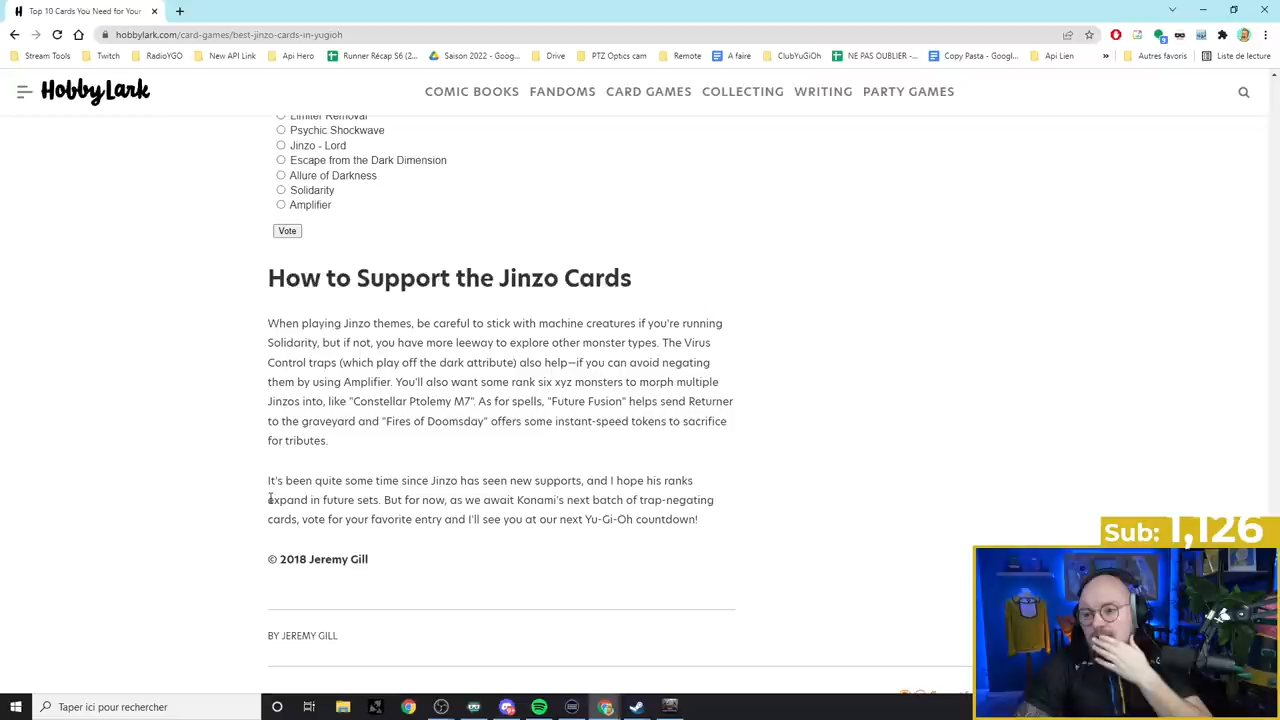 Top 10 Cards You Need for Your
hobbylark.com/card-games/best-jinzo-cards-in-yugioh
Stream Tools
Twitch
RadioYGO
New API Link
Api Hero
Runner Récap S6 (2...
Saison 2022 - Goog...
Drive
PTZ Optics cam
Remote
A faire
ClubYuGiOh
NE PAS OUBLIER -...
Copy Pasta - Googl...
Api Lien
»
Autres favoris
Liste de lecture
HobbyLark
COMIC BOOKS FANDOMS CARD GAMES COLLECTING WRITING PARTY GAMES
Limiter Removal
Psychic Shockwave
Jinzo - Lord
Escape from the Dark Dimension
Allure of Darkness
Solidarity
Amplifier
Vote
How to Support the Jinzo Cards
When playing Jinzo themes, be careful to stick with machine creatures if you're running
Solidarity, but if not, you have more leeway to explore other monster types. The Virus
Control traps (which play off the dark attribute) also help—if you can avoid negating
them by using Amplifier. You'll also want some rank six xyz monsters to morph multiple
Jinzos into, like "Constellar Ptolemy M7". As for spells, "Future Fusion" helps send Returner
to the graveyard and "Fires of Doomsday" offers some instant-speed tokens to sacrifice
for tributes.
It's been quite some time since Jinzo has seen new supports, and I hope his ranks
expand in future sets. But for now, as we await Konami's next batch of trap-negating
cards, vote for your favorite entry and I'll see you at our next Yu-Gi-Oh countdown!
© 2018 Jeremy Gill
BY JEREMY GILL
Sub: 1,126
Taper ici pour rechercher